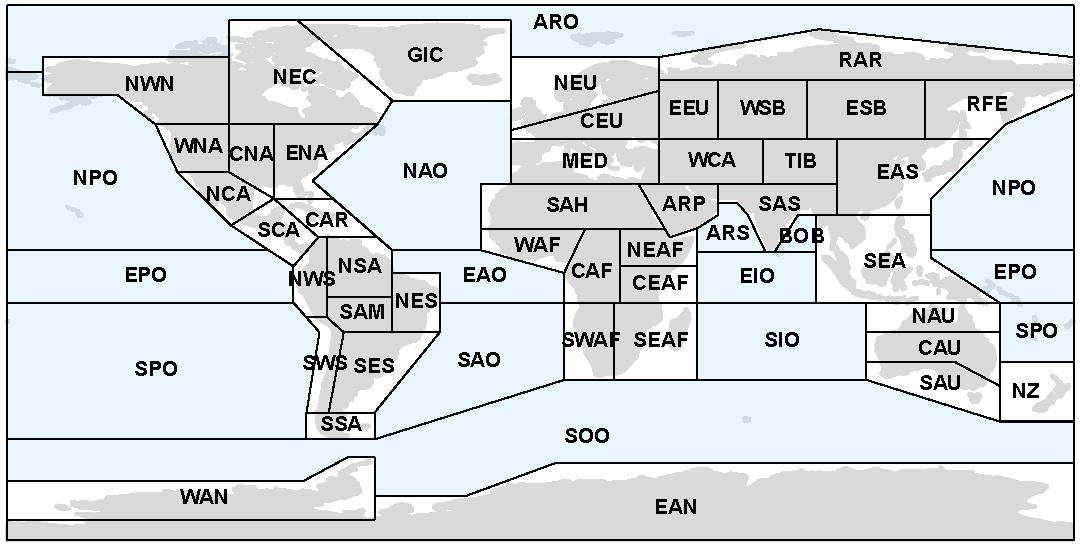 ARO
GIC
RAR
NWN
NEC
NEU
EEU
WSB
ESB
RFE
CEU
WNA
CNA
ENA
MED
WCA
TIB
EAS
NPO
NAO
NPO
NCA
SAH
ARP
SAS
SCA
CAR
ARS
BOB
WAF
NEAF
CAF
SEA
EPO
NWS
NSA
EAO
CEAF
EIO
EPO
NES
SAM
NAU
SPO
SWAF
SEAF
SIO
CAU
SPO
SWS
SES
SAO
SAU
NZ
SSA
SOO
WAN
EAN